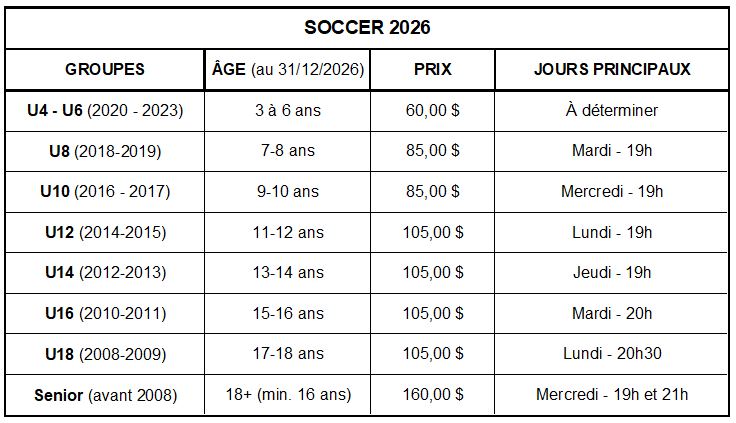 SOCCER 2026
GROUPES ÂGE (au 31/12/2026) PRIX JOURS PRINCIPAUX
U4 - U6 (2020 - 2023) 3 à 6 ans 60,00 $ À déterminer
U8 (2018-2019) 7-8 ans 85,00 $ Mardi - 19h
U10 (2016 - 2017) 9-10 ans 85,00 $ Mercredi - 19h
U12 (2014-2015) 11-12 ans 105,00 $ Lundi - 19h
U14 (2012-2013) 13-14 ans 105,00 $ Jeudi - 19h
U16 (2010-2011) 15-16 ans 105,00 $ Mardi - 20h
U18 (2008-2009) 17-18 ans 105,00 $ Lundi - 20h30
Senior (avant 2008) 18+ (min. 16 ans) 160,00 $ Mercredi - 19h et 21h